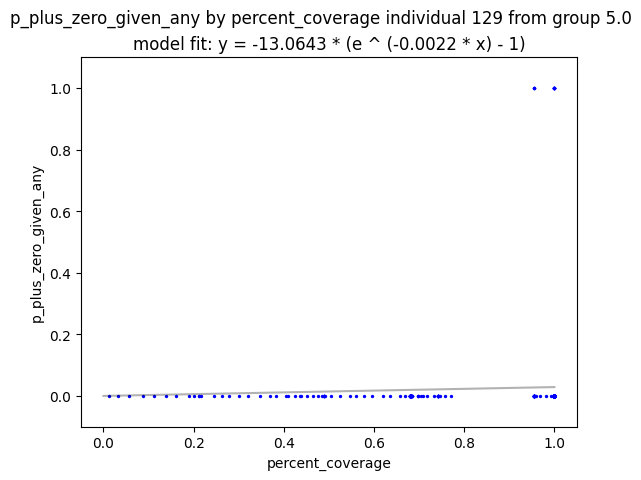 p_plus_zero_given_any by percent_coverage individual 129 from group 5.0
model fit: y = -13.0643 * (e ^ (-0.0022 * x) - 1)
1.0
0.8
0.6
0.4
0.2
0.0
p_plus_zero_given_any
0.0 0.2 0.4 0.6 0.8 1.0
percent_coverage